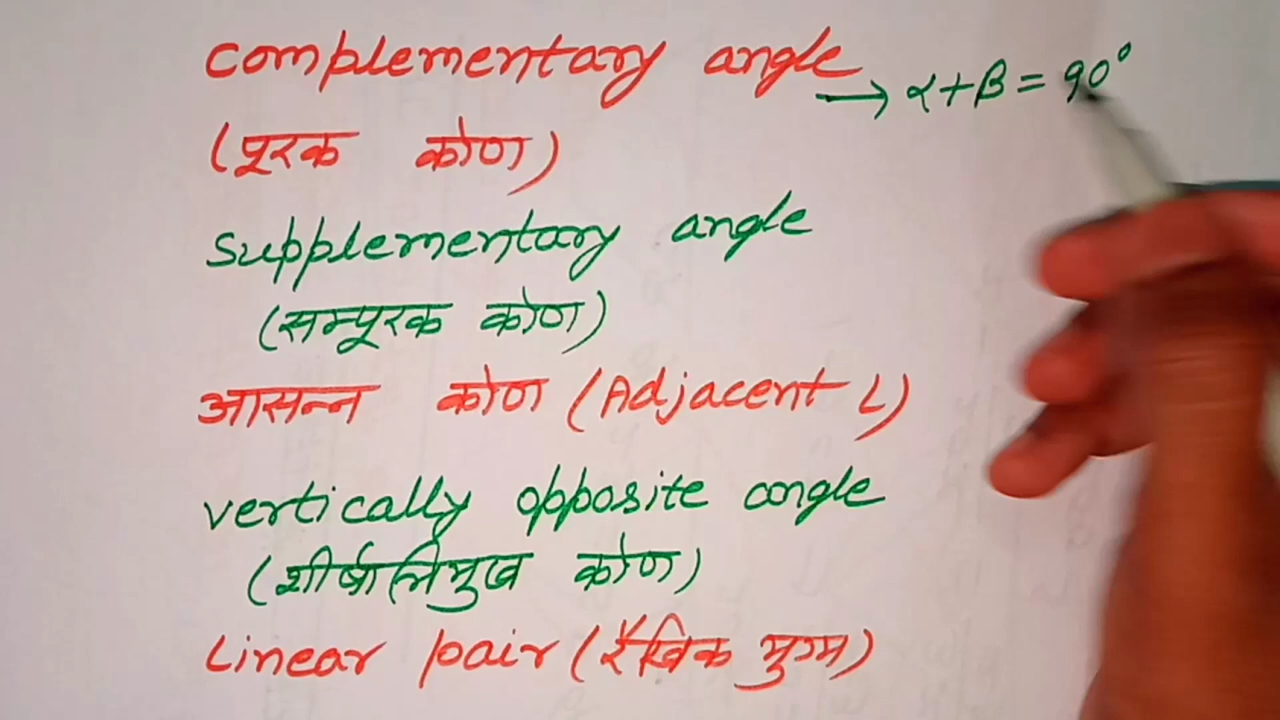 complementary angle → α+β = 90°
(पूरक कोण)
supplementary angle
(सम्पूरक कोण)
आसन्न कोण (Adjacent ∠)
vertically opposite angle
(शीर्षाभिमुख कोण)
Linear pair (रैखिक युग्म)